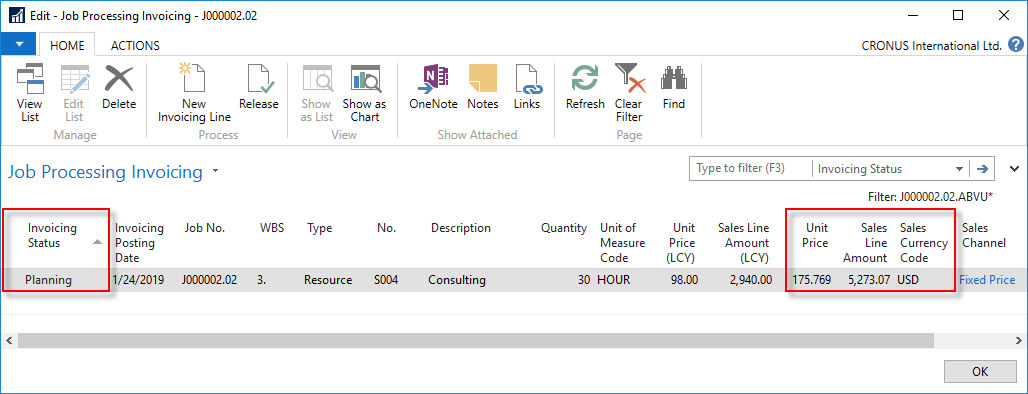 Edit - Job Processing Invoicing - J000002.02
HOME ACTIONS CRONUS International Ltd.
View List
Edit List
Delete
Manage
New Invoicing Line
Release
Process
Show as List
Show as Chart
View
OneNote
Notes
Links
Show Attached
Refresh
Clear Filter
Find
Page
Job Processing Invoicing
Type to filter (F3) Invoicing Status
Filter: J000002.02.ABVU*
Invoicing Status
Invoicing Posting Date
Job No.
WBS
Type
No.
Description
Quantity
Unit of Measure Code
Unit Price (LCY)
Sales Line Amount (LCY)
Unit Price
Sales Line Amount
Sales Currency Code
Sales Channel
Planning 1/24/2019 J000002.02 3. Resource S004 Consulting 30 HOUR 98.00 2,940.00 175.769 5,273.07 USD Fixed Price
OK